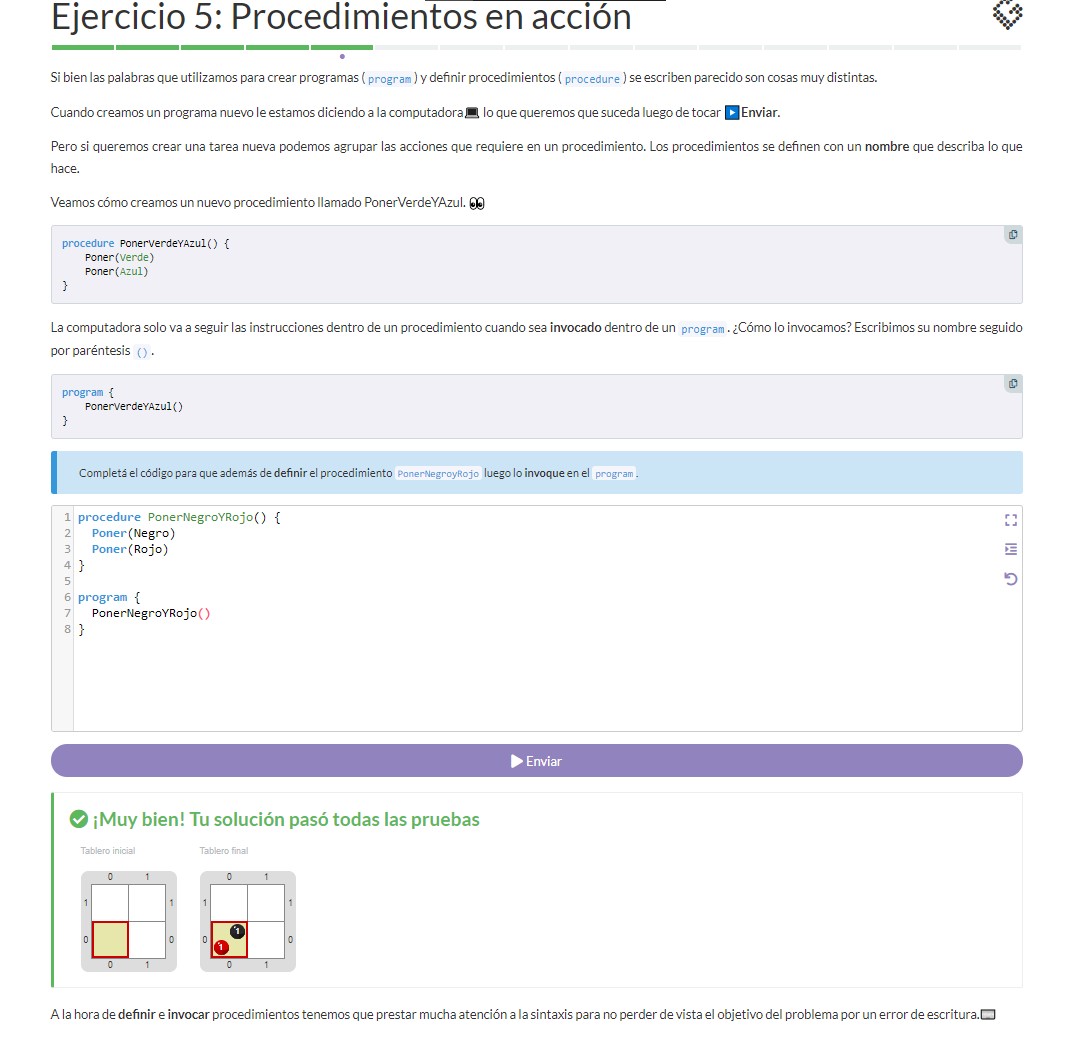 Ejercicio 5: Procedimientos en acción
Si bien las palabras que utilizamos para crear programas ( program ) y definir procedimientos ( procedure ) se escriben parecido son cosas muy distintas.
Cuando creamos un programa nuevo le estamos diciendo a la computadora lo que queremos que suceda luego de tocar Enviar.
Pero si queremos crear una tarea nueva podemos agrupar las acciones que requiere en un procedimiento. Los procedimientos se definen con un nombre que describa lo que
hace.
Veamos cómo creamos un nuevo procedimiento llamado PonerVerdeYAzul.
procedure PonerVerdeYAzul() {
Poner(Verde)
Poner(Azul)
}
La computadora solo va a seguir las instrucciones dentro de un procedimiento cuando sea invocado dentro de un program . ¿Cómo lo invocamos? Escribimos su nombre seguido
por paréntesis () .
program {
PonerVerdeYAzul()
}
Completá el código para que además de definir el procedimiento PonerNegroyRojo luego lo invoque en el program .
1 procedure PonerNegroYRojo() {
2 Poner(Negro)
3 Poner(Rojo)
4 }
5
6 program {
7 PonerNegroYRojo()
8 }
Enviar
¡Muy bien! Tu solución pasó todas las pruebas
Tablero inicial Tablero final
0 1 0 1
1 1 1 1
1
0 0 0 1 0
0 1 0 1
A la hora de definir e invocar procedimientos tenemos que prestar mucha atención a la sintaxis para no perder de vista el objetivo del problema por un error de escritura.